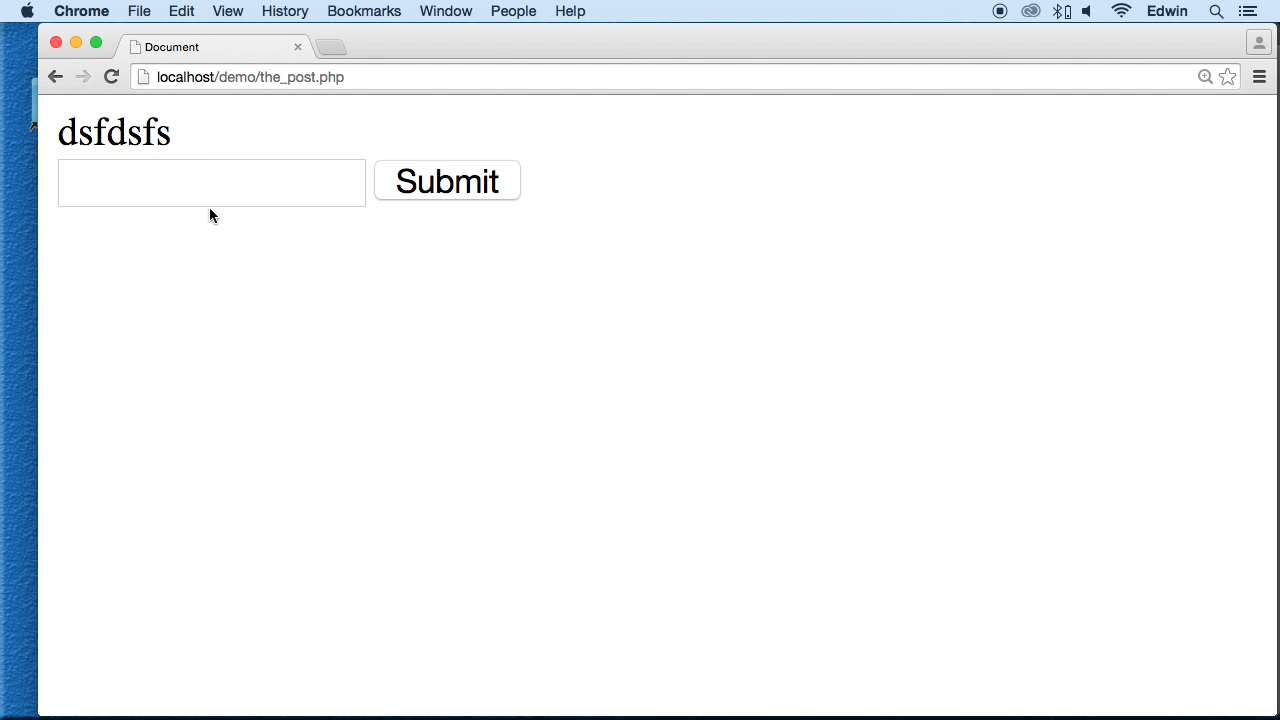 Chrome File Edit View History Bookmarks Window People Help Edwin
Document
localhost/demo/the_post.php
dsfdsfs
Submit